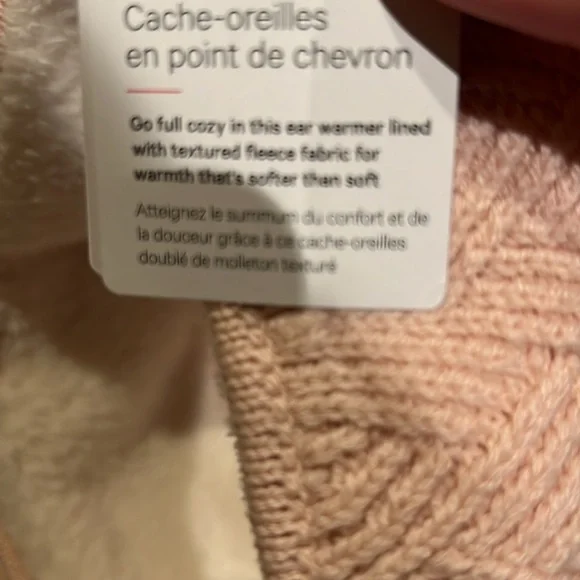 Cache-oreilles
en point de chevron
Go full cozy in this ear warmer lined
with textured fleece fabric for
warmth that's softer than soft
Atteignez le summum du confort et de
la douceur grâce à ce cache-oreilles
doublé de molleton texturé